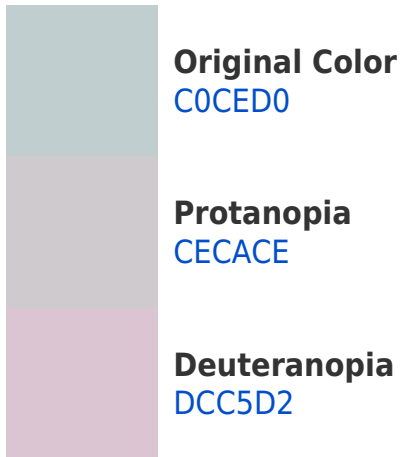 Original Color
C0CED0
Protanopia
CECACE
Deuteranopia
DCC5D2